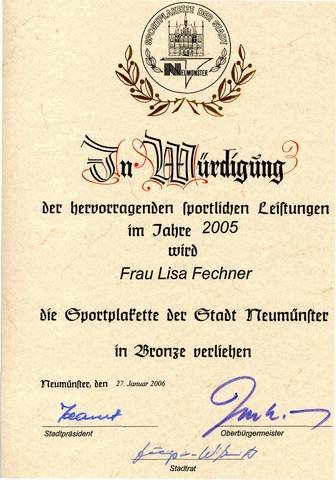 SPORTPLAKETTE DER STADT
NEUMÜNSTER
In Würdigung
der hervorragenden sportlichen Leistungen
im Jahre 2005
wird
Frau Lisa Fechner
die Sportplakette der Stadt Neumünster
in Bronze verliehen
Neumünster, den 27. Januar 2006
Stadtpräsident
Oberbürgermeister
Stadtrat